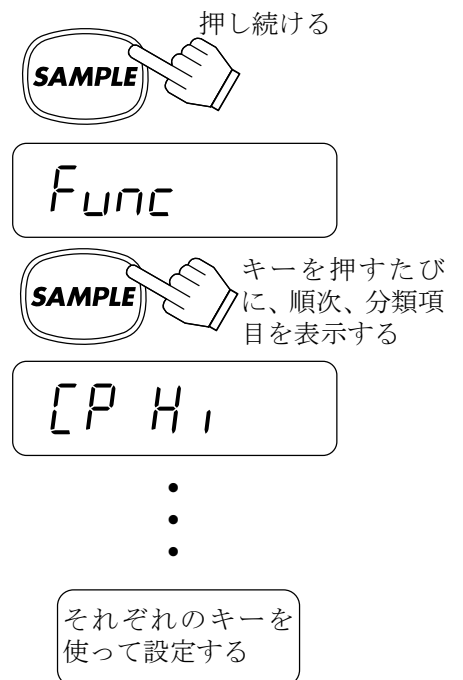 押し続ける
SAMPLE
Func
SAMPLE
キーを押すたび
に、順次、分類項
目を表示する
CP Hi
それぞれのキーを
使って設定する